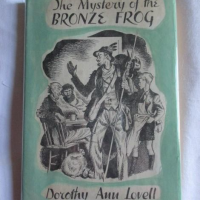 The Mystery of the
BRONZE FROG
Dorothy Ann Lovell